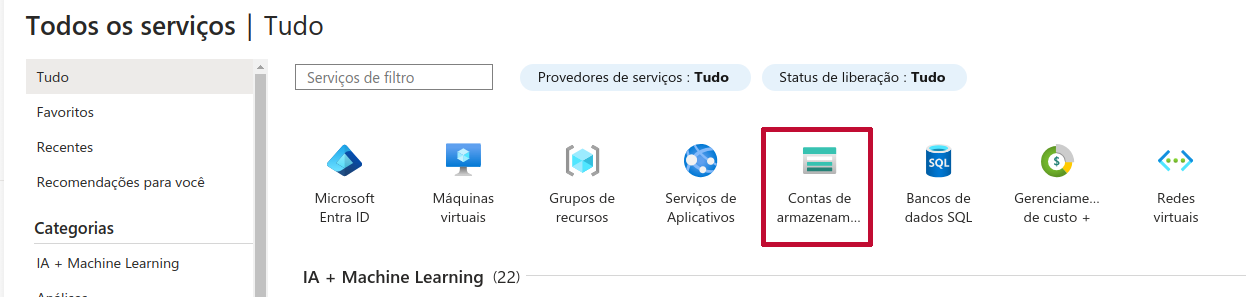 Todos os serviços | Tudo
Tudo
Favoritos
Recentes
Recomendações para você
Categorias
IA + Machine Learning
Análises
Serviços de filtro
Provedores de serviços : Tudo
Status de liberação : Tudo
Microsoft
Entra ID
Máquinas
virtuais
Grupos de
recursos
Serviços de
Aplicativos
Contas de
armazenam...
SQL
Bancos de
dados SQL
$
Gerenciame...
de custo +
Redes
virtuais
IA + Machine Learning (22)